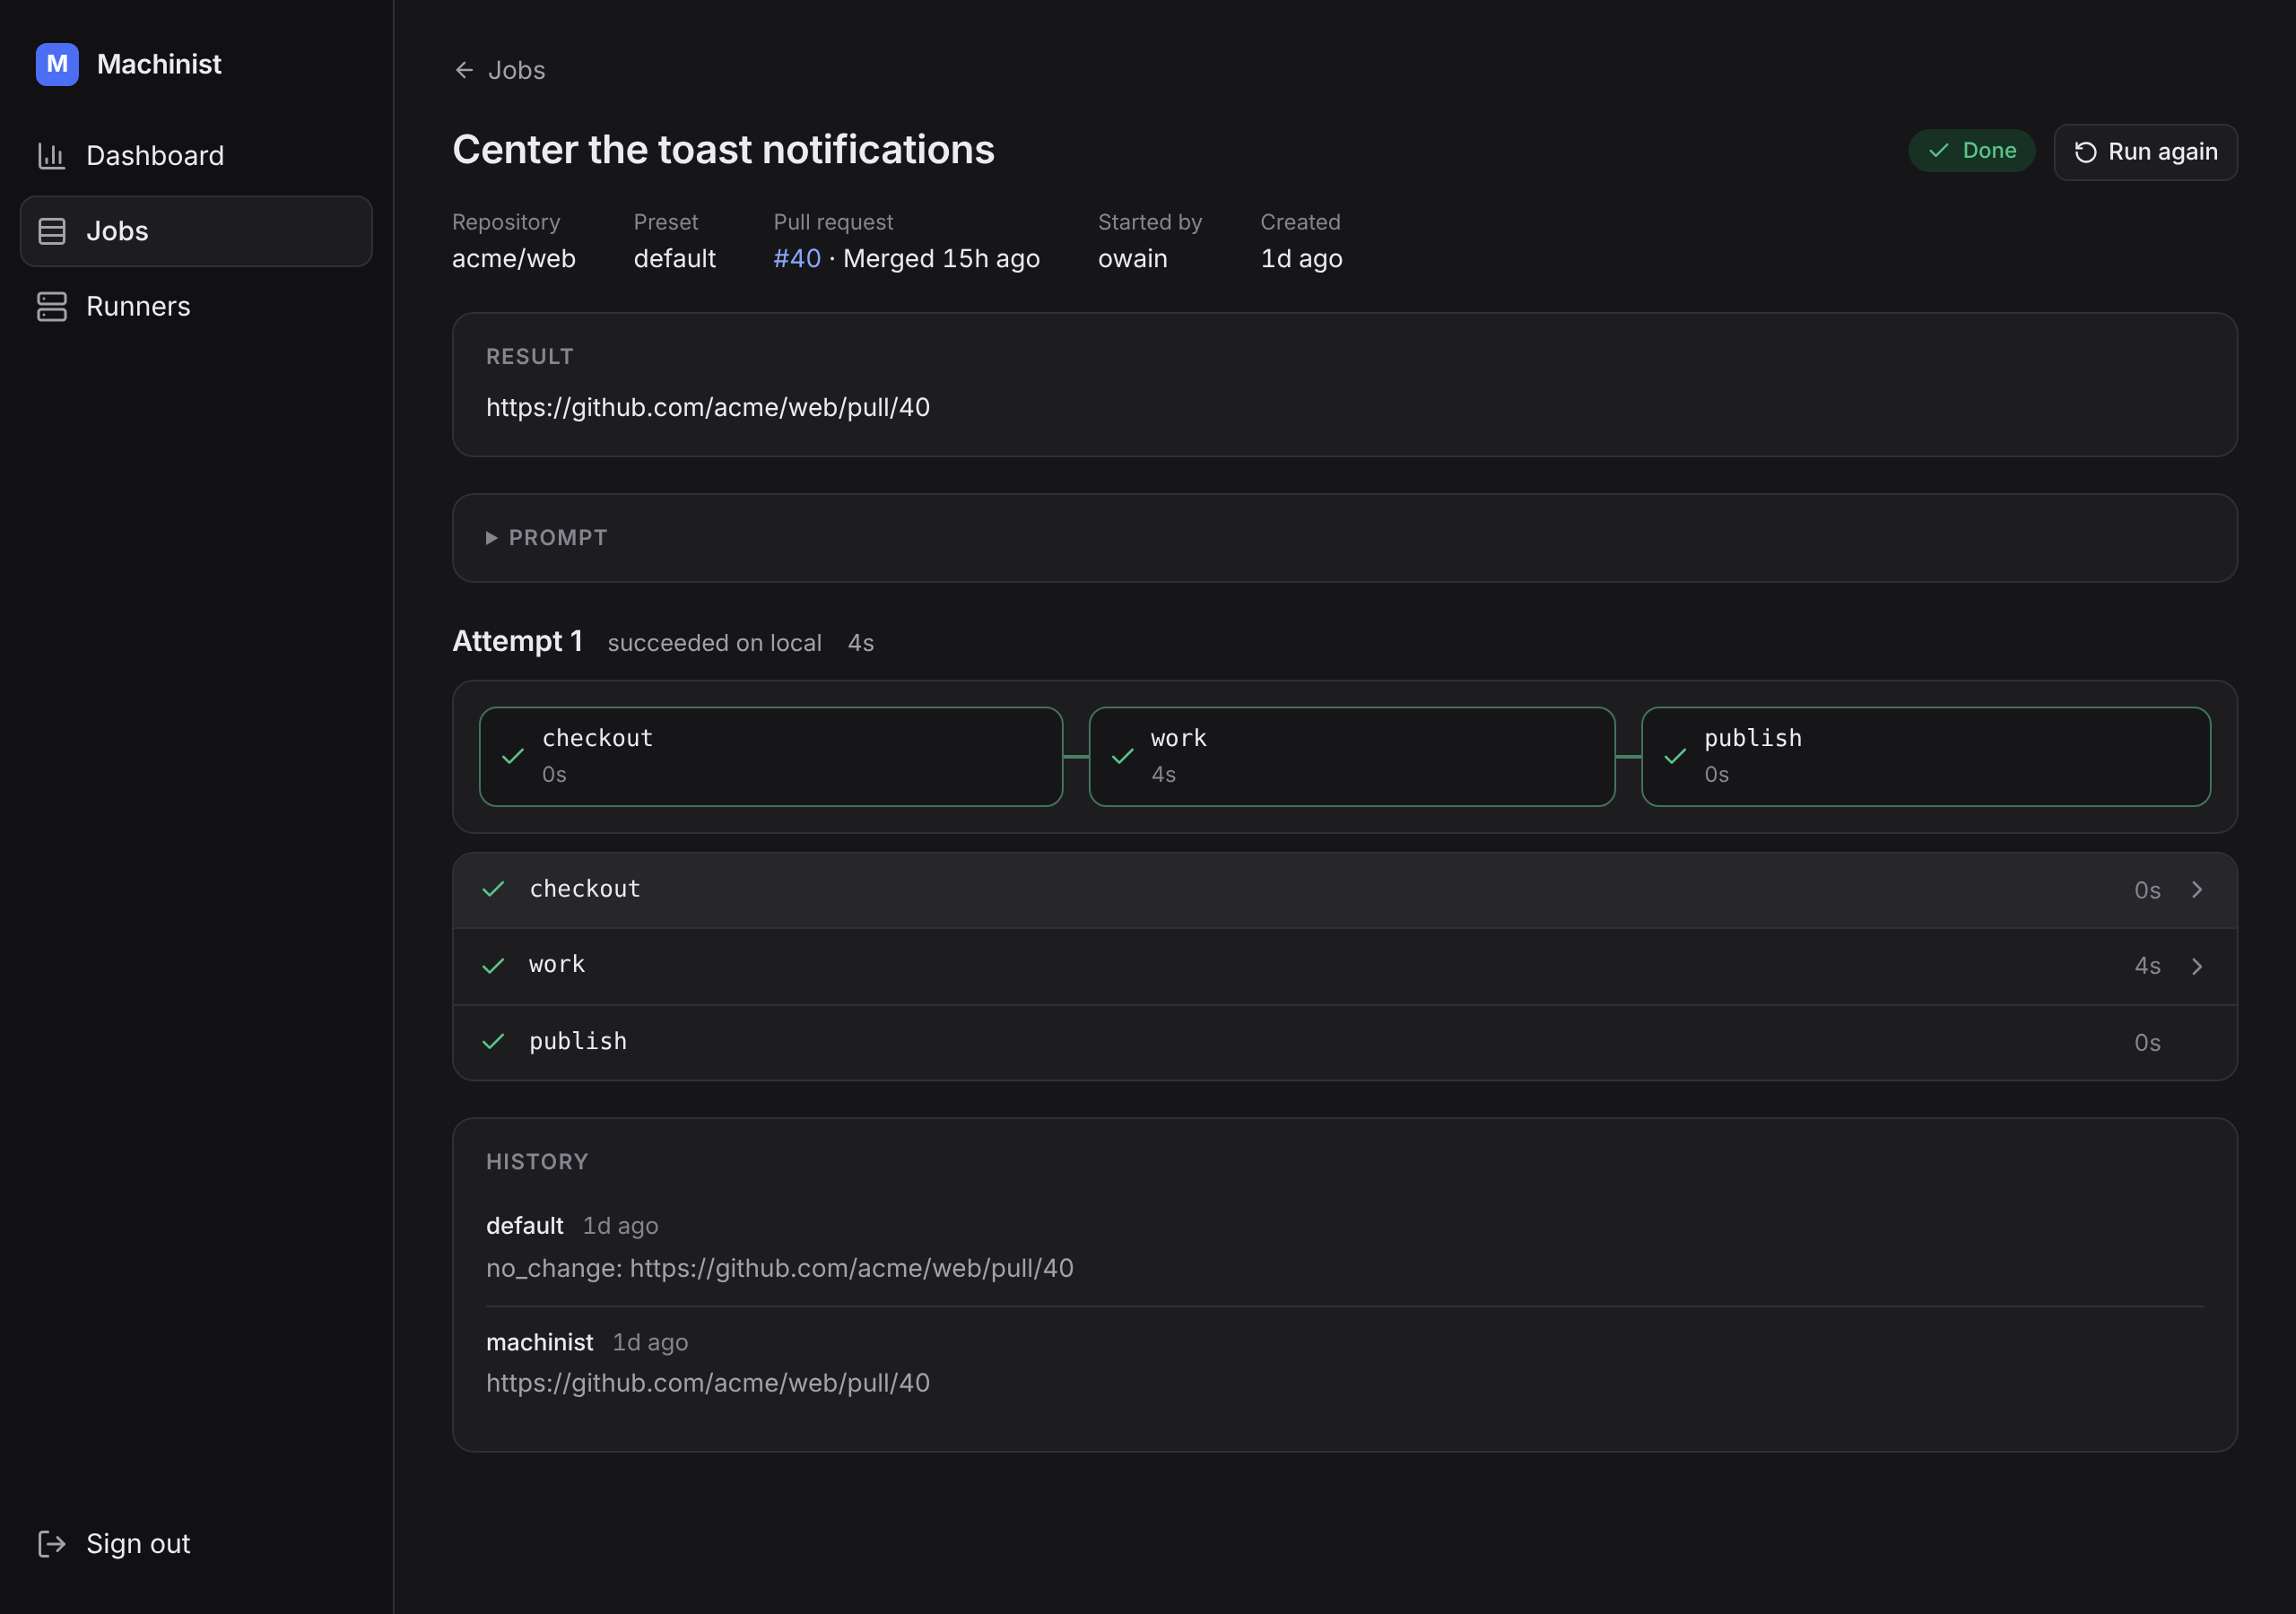 M Machinist
Dashboard
Jobs
Runners
Sign out
← Jobs
Center the toast notifications
Done
Run again
Repository Preset Pull request Started by Created
acme/web default #40 · Merged 15h ago owain 1d ago
RESULT
https://github.com/acme/web/pull/40
PROMPT
Attempt 1 succeeded on local 4s
checkout
0s
work
4s
publish
0s
checkout 0s
work 4s
publish 0s
HISTORY
default 1d ago
no_change: https://github.com/acme/web/pull/40
machinist 1d ago
https://github.com/acme/web/pull/40